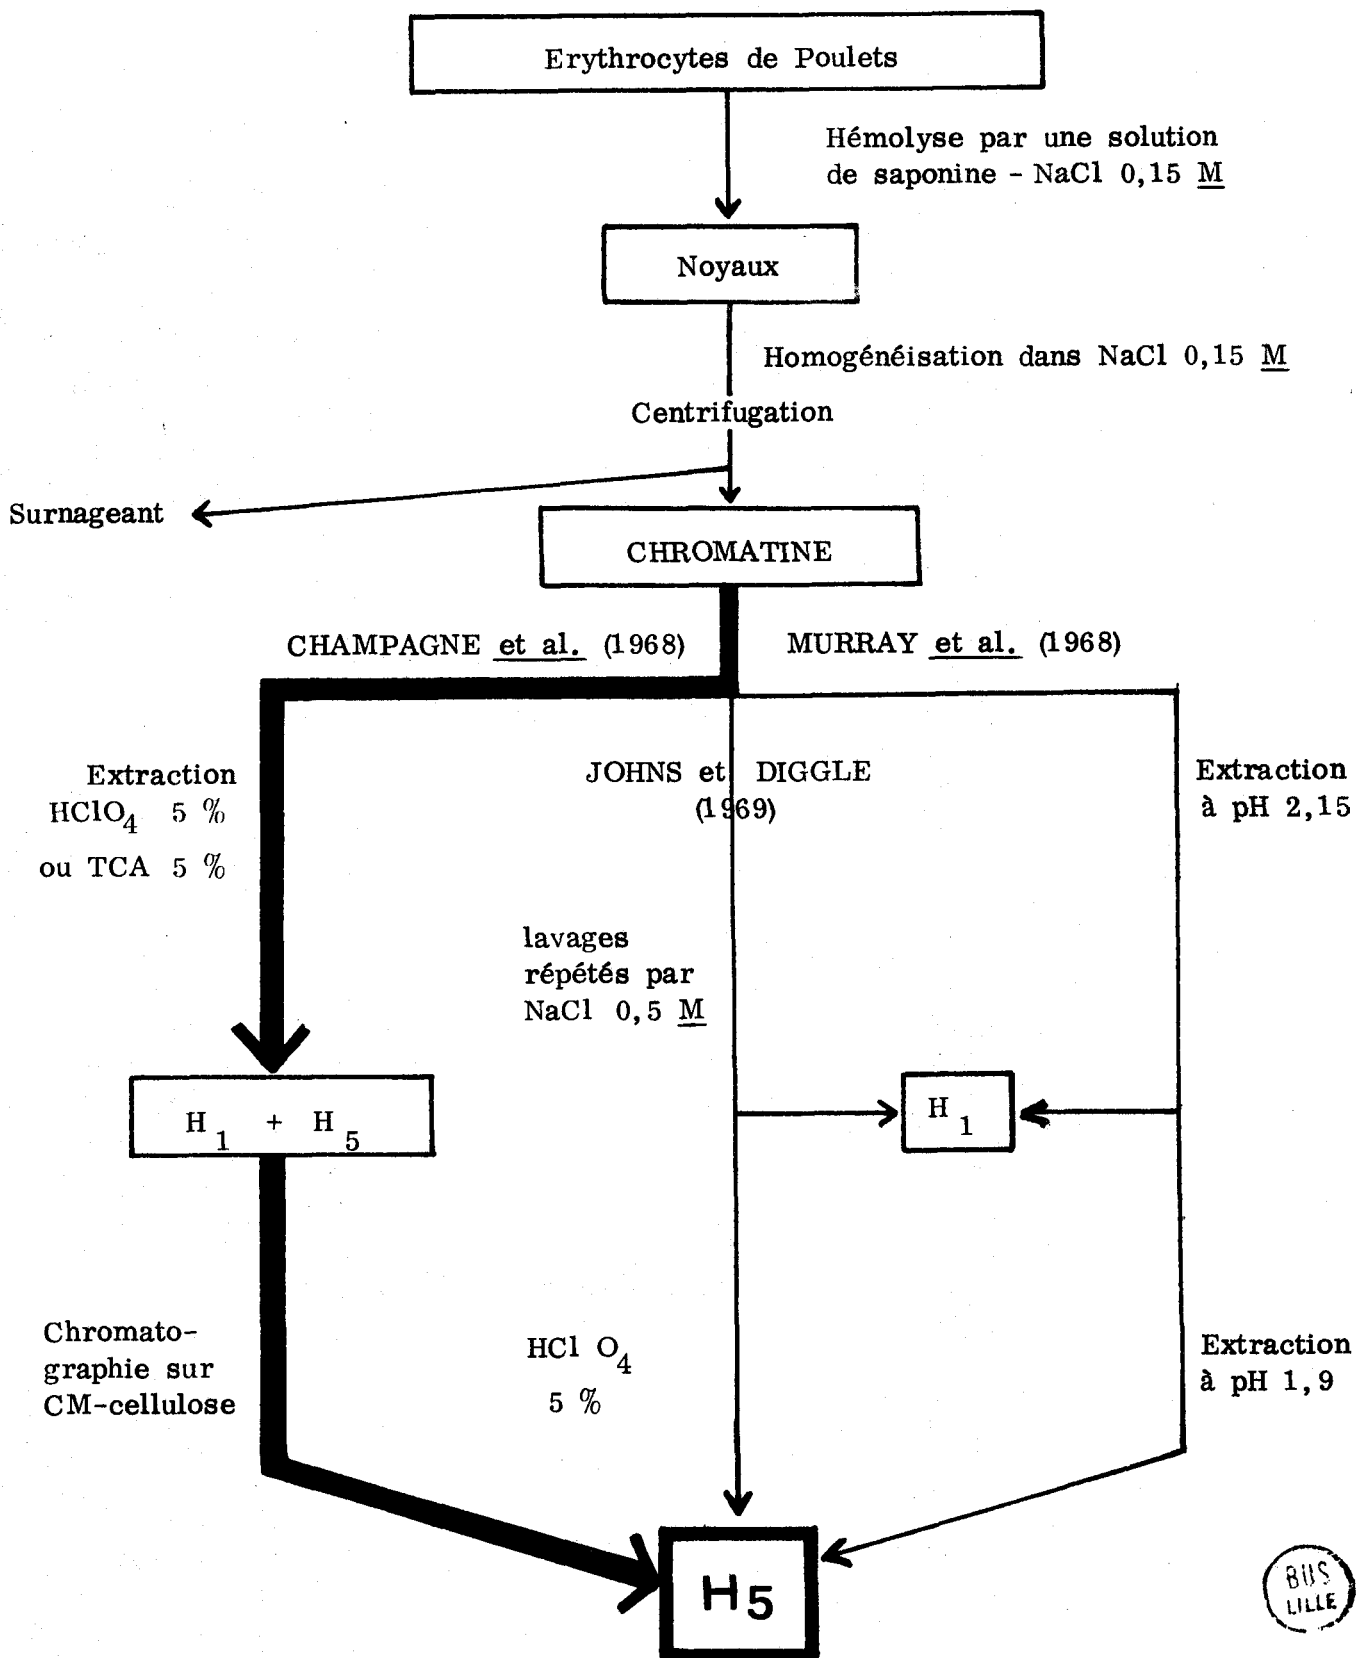 Erythrocytes de Poulets
Hémolyse par une solution
de saponine - NaCl 0,15 M
Noyaux
Homogénéisation dans NaCl 0,15 M
Centrifugation
Surnageant
CHROMATINE
CHAMPAGNE et al. (1968)
MURRAY et al. (1968)
Extraction
HClO4 5 %
ou TCA 5 %
JOHNS et DIGGLE
(1969)
Extraction
à pH 2,15
lavages
répétés par
NaCl 0,5 M
H1 + H5
H1
Chromato-
graphie sur
CM-cellulose
HCl O4
5 %
Extraction
à pH 1,9
H5
BUS
LILLE